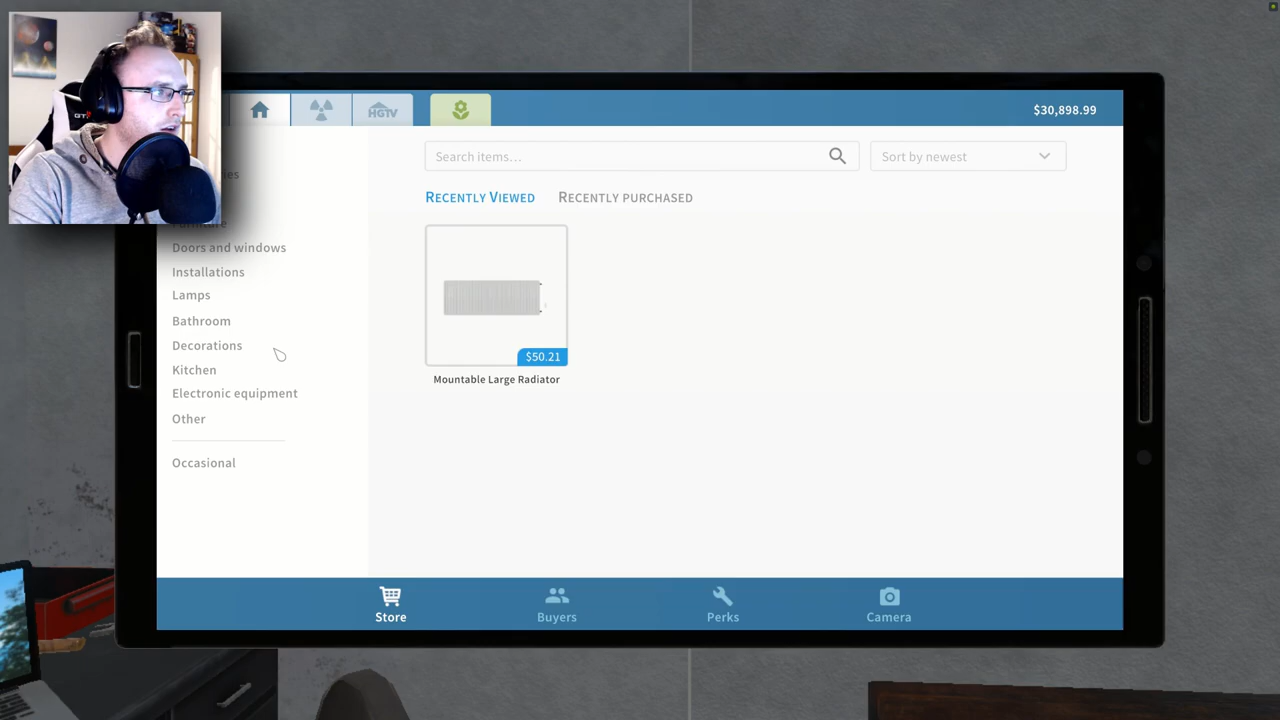 HGTV
$30,898.99
Search items...
Sort by newest
RECENTLY VIEWED
RECENTLY PURCHASED
Doors and windows
Installations
Lamps
Bathroom
Decorations
Kitchen
Electronic equipment
Other
Occasional
$50.21
Mountable Large Radiator
Store
Buyers
Perks
Camera